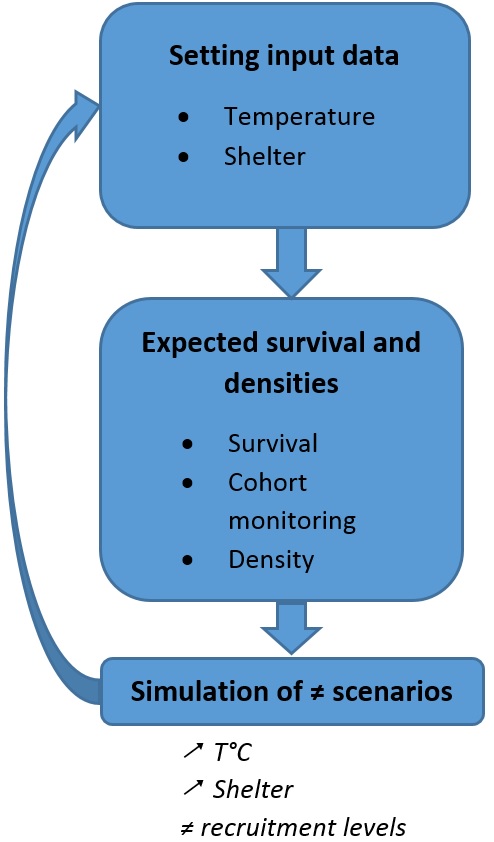 Setting input data
• Temperature
• Shelter
Expected survival and
densities
• Survival
• Cohort
monitoring
• Density
Simulation of ≠ scenarios
↗ T°C
↗ Shelter
≠ recruitment levels